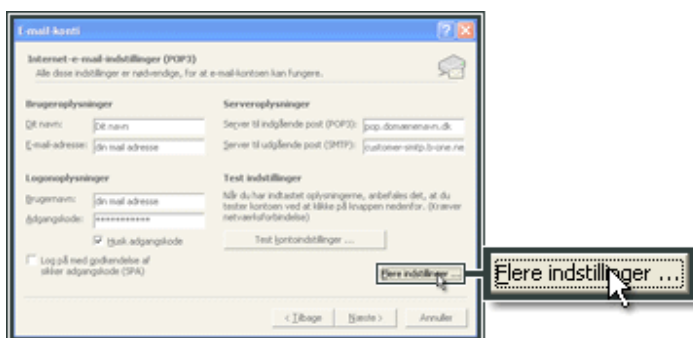 E-mail-konti
Internet-e-mail-indstillinger (POP3)
Alle disse indstillinger er nødvendige, for at e-mail-kontoen kan fungere.
Brugeroplysninger
Serveroplysninger
Dit navn: Dit navn
Server til indgående post (POP3): pop.domænenavn.dk
E-mail-adresse: din mail adresse
Server til udgående post (SMTP): customer-smtp.b-one.ne
Logonoplysninger
Test indstillinger
Brugernavn: din mail adresse
Når du har indtastet oplysningerne, anbefales det, at du
tester kontoen ved at klikke på knappen nedenfor. (Kræver
netværksforbindelse)
Adgangskode: ***********
Husk adgangskode
Test kontoindstillinger ...
Log på med godkendelse af
sikker adgangskode (SPA)
Flere indstillinger ...
Flere indstillinger ...
< Tilbage
Næste >
Annuller